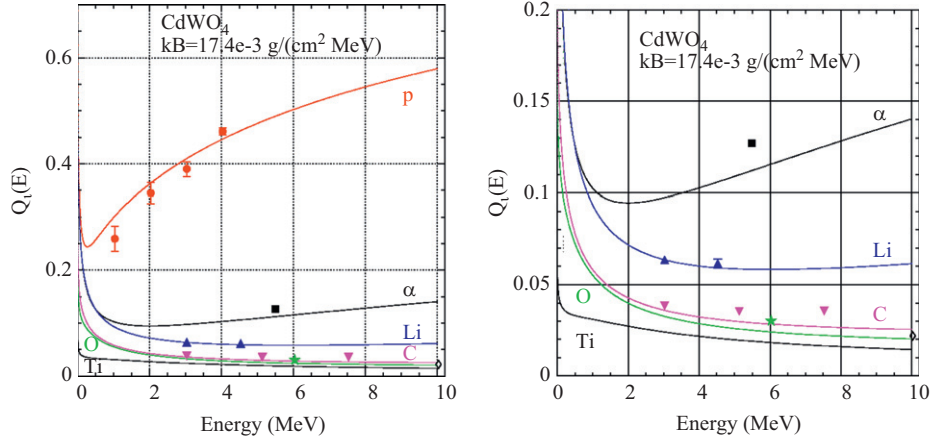 CdWO₄
kB=17.4e-3 g/(cm² MeV)
p
α
Li
C
O
Ti
0.6
0.4
0.2
0
0
2
4
6
8
10
Qᵢ(E)
Energy (MeV)
CdWO₄
kB=17.4e-3 g/(cm² MeV)
α
Li
C
O
Ti
0.2
0.15
0.1
0.05
0
0
2
4
6
8
10
Qᵢ(E)
Energy (MeV)